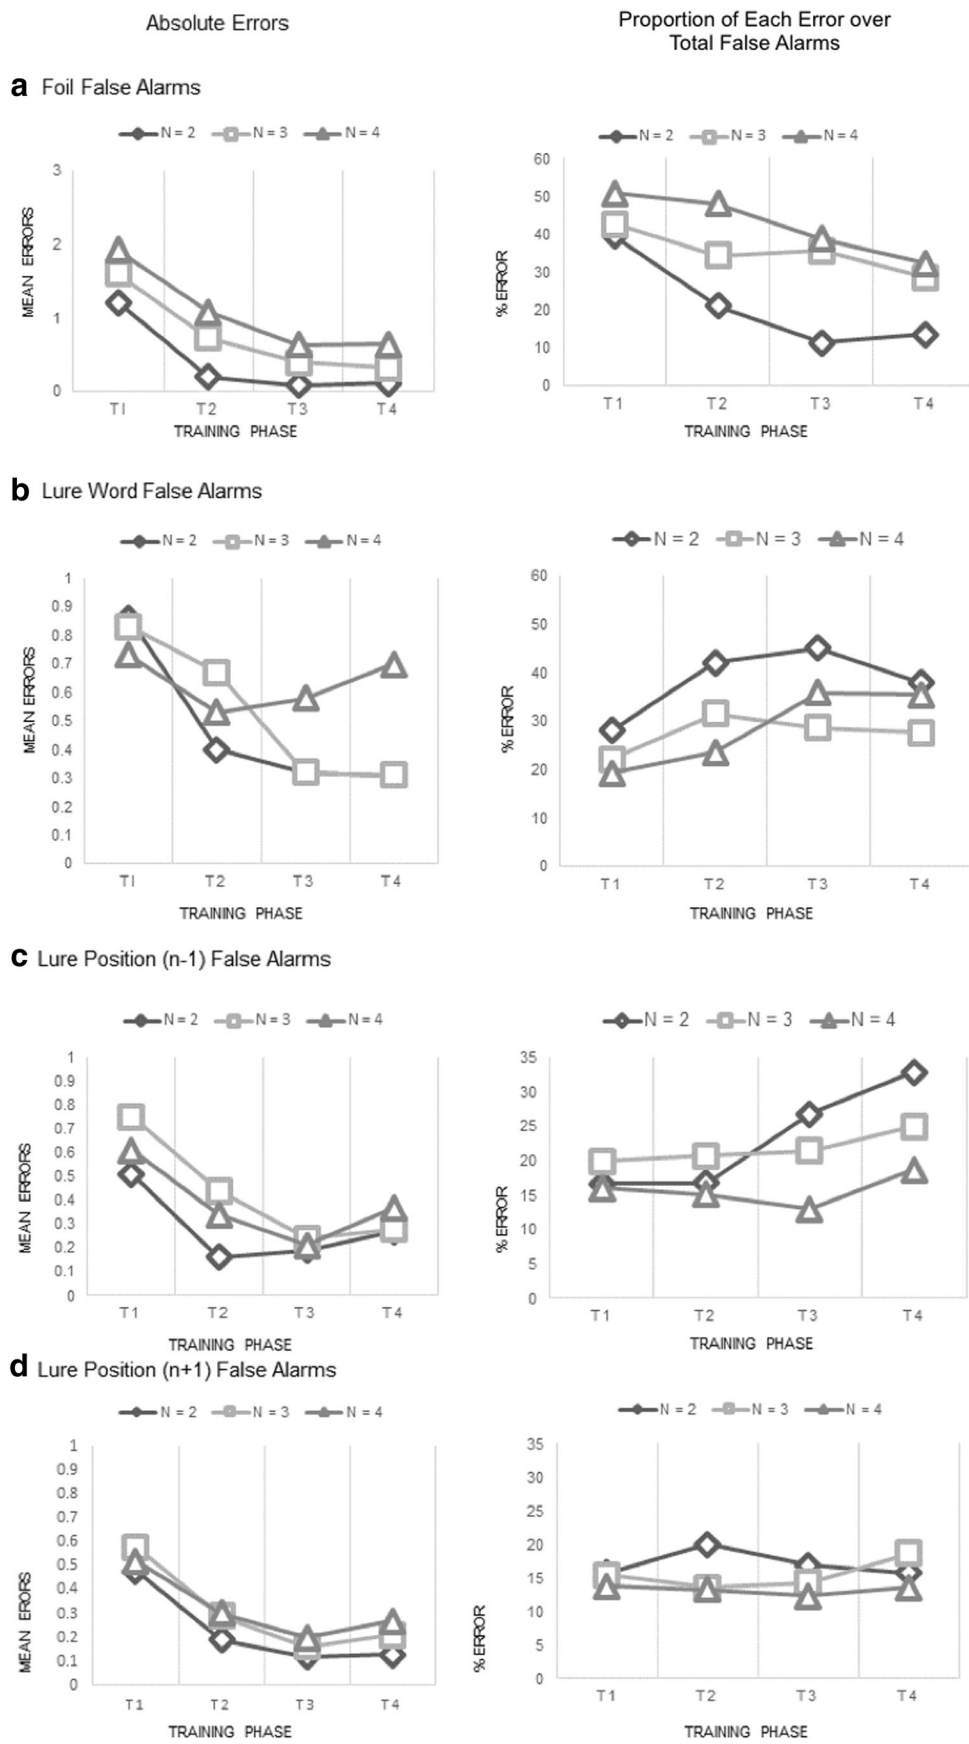 Absolute Errors
Proportion of Each Error over
Total False Alarms
a Foil False Alarms
N = 2 N = 3 N = 4
3
2
1
0
MEAN ERRORS
T1 T2 T3 T4
TRAINING PHASE
N = 2 N = 3 N = 4
60
50
40
30
20
10
0
% ERROR
T1 T2 T3 T4
TRAINING PHASE
b Lure Word False Alarms
N = 2 N = 3 N = 4
1
0.9
0.8
0.7
0.6
0.5
0.4
0.3
0.2
0.1
0
MEAN ERRORS
T1 T2 T3 T4
TRAINING PHASE
N = 2 N = 3 N = 4
60
50
40
30
20
10
0
% ERROR
T1 T2 T3 T4
TRAINING PHASE
c Lure Position (n-1) False Alarms
N = 2 N = 3 N = 4
1
0.9
0.8
0.7
0.6
0.5
0.4
0.3
0.2
0.1
0
MEAN ERRORS
T1 T2 T3 T4
TRAINING PHASE
N = 2 N = 3 N = 4
35
30
25
20
15
10
5
0
% ERROR
T1 T2 T3 T4
TRAINING PHASE
d Lure Position (n+1) False Alarms
N = 2 N = 3 N = 4
1
0.9
0.8
0.7
0.6
0.5
0.4
0.3
0.2
0.1
0
MEAN ERORS
T1 T2 T3 T4
TRAINING PHASE
N = 2 N = 3 N = 4
35
30
25
20
15
10
5
0
% ERROR
T1 T2 T3 T4
TRAINING PHASE